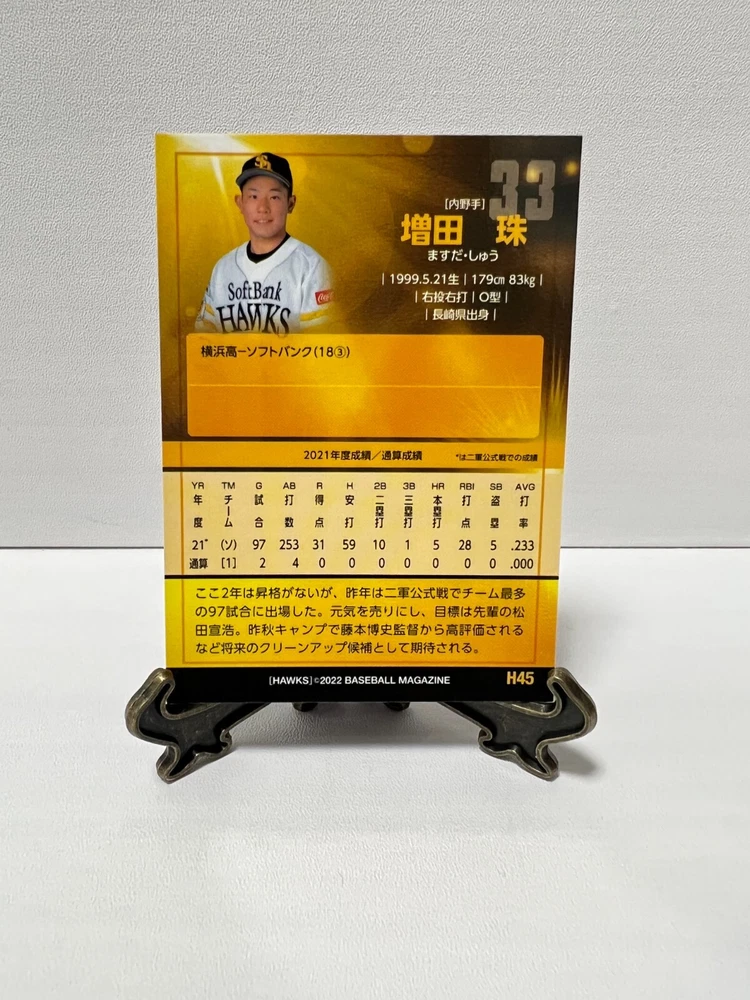 33
[内野手]
増田 珠
ますだ・しゅう
| 1999.5.21生 | 179㎝ 83㎏ |
| 右投右打 | O型 |
| 長崎県出身 |
SoftBank
HAWKS
横浜高ーソフトバンク(18③)
2021年度成績/通算成績 *は二軍公式戦での成績
YR TM G AB R H 2B 3B HR RBI SB AVG
年度 チーム 試合 打数 得点 安打 二塁打 三塁打 本塁打 打点 盗塁 打率
21* (ソ) 97 253 31 59 10 1 5 28 5 .233
通算 [1] 2 4 0 0 0 0 0 0 0 .000
ここ2年は昇格がないが、昨年は二軍公式戦でチーム最多
の97試合に出場した。元気を売りにし、目標は先輩の松
田宣浩。昨秋キャンプで藤本博史監督から高評価される
など将来のクリーンアップ候補として期待される。
[HAWKS]©2022 BASEBALL MAGAZINE H45